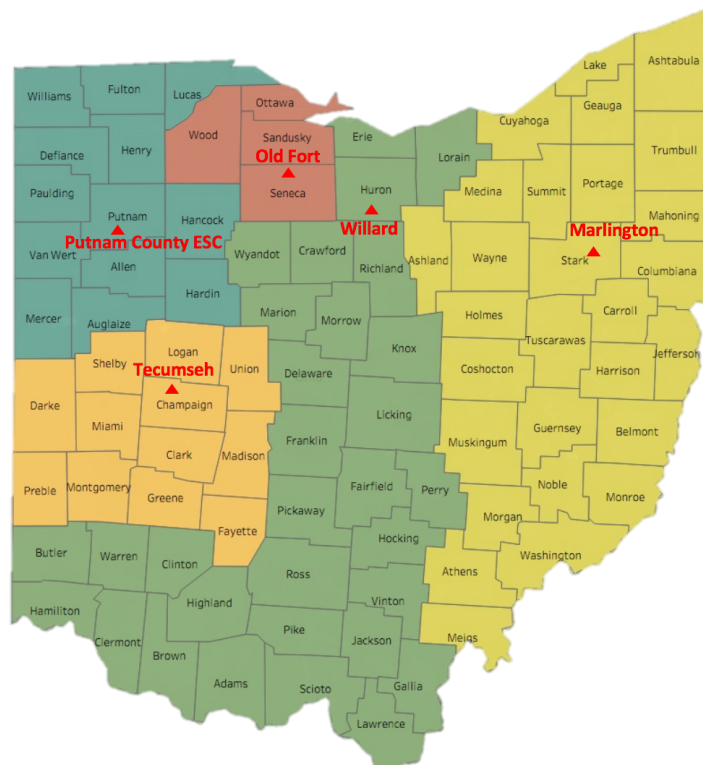 Lake
Ashtabula
Williams
Fulton
Lucas
Ottawa
Geauga
Cuyahoga
Wood
Sandusky
Erie
Lorain
Trumbull
Defiance
Henry
Old Fort
Medina
Summit
Portage
Paulding
Seneca
Huron
Putnam
Hancock
Mahoning
Putnam County ESC
Willard
Marlington
Van Wert
Allen
Wyandot
Crawford
Richland
Ashland
Wayne
Stark
Columbiana
Mercer
Hardin
Auglaize
Marion
Morrow
Holmes
Carroll
Tuscarawas
Shelby
Logan
Union
Knox
Jefferson
Tecumseh
Delaware
Coshocton
Harrison
Darke
Champaign
Miami
Licking
Guernsey
Belmont
Franklin
Muskingum
Clark
Madison
Preble
Montgomery
Greene
Fairfield
Perry
Noble
Monroe
Pickaway
Morgan
Fayette
Hocking
Washington
Butler
Warren
Clinton
Ross
Athens
Highland
Vinton
Hamiliton
Clermont
Pike
Jackson
Meigs
Brown
Adams
Scioto
Gallia
Lawrence